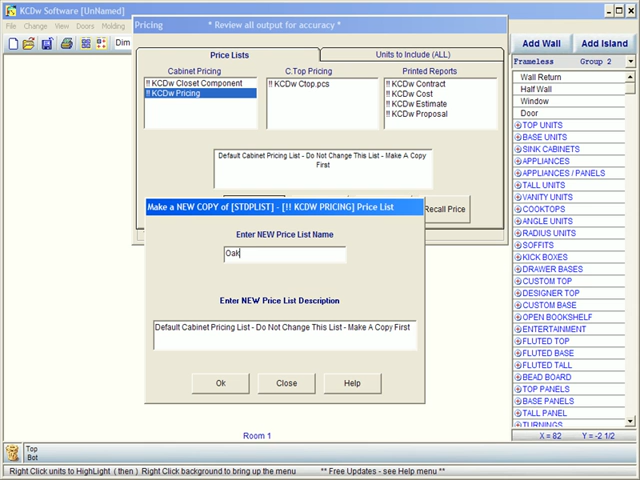 KCDw Software [UnNamed]
File Change View Doors Molding
Dim
Pricing * Review all output for accuracy *
Price Lists
Units to Include (ALL)
Cabinet Pricing
C.Top Pricing
Printed Reports
!! KCDw Closet Component
!! KCDw Pricing
!! KCDw Ctop.pcs
!! KCDw Contract
!! KCDw Cost
!! KCDw Estimate
!! KCDw Proposal
Default Cabinet Pricing List - Do Not Change This List - Make A Copy
First
Recall Price
Make a NEW COPY of [STDPLIST] - [!! KCDW PRICING] Price List
Enter NEW Price List Name
Oak
Enter NEW Price List Description
Default Cabinet Pricing List - Do Not Change This List - Make A Copy First
Ok
Close
Help
Room 1
Add Wall
Add Island
Frameless Group 2
Wall Return
Half Wall
Window
Door
TOP UNITS
BASE UNITS
SINK CABINETS
APPLIANCES
APPLIANCES / PANELS
TALL UNITS
VANITY UNITS
COOKTOPS
ANGLE UNITS
RADIUS UNITS
SOFFITS
KICK BOXES
DRAWER BASES
CUSTOM TOP
DESIGNER TOP
CUSTOM BASE
OPEN BOOKSHELF
ENTERTAINMENT
FLUTED TOP
FLUTED BASE
FLUTED TALL
BEAD BOARD
TOP PANELS
BASE PANELS
TALL PANEL
TURNINGS
X = 82 Y = -2 1/2
Top
Bot
Right Click units to HighLight ( then ) Right Click background to bring up the menu ** Free Updates - see Help menu **